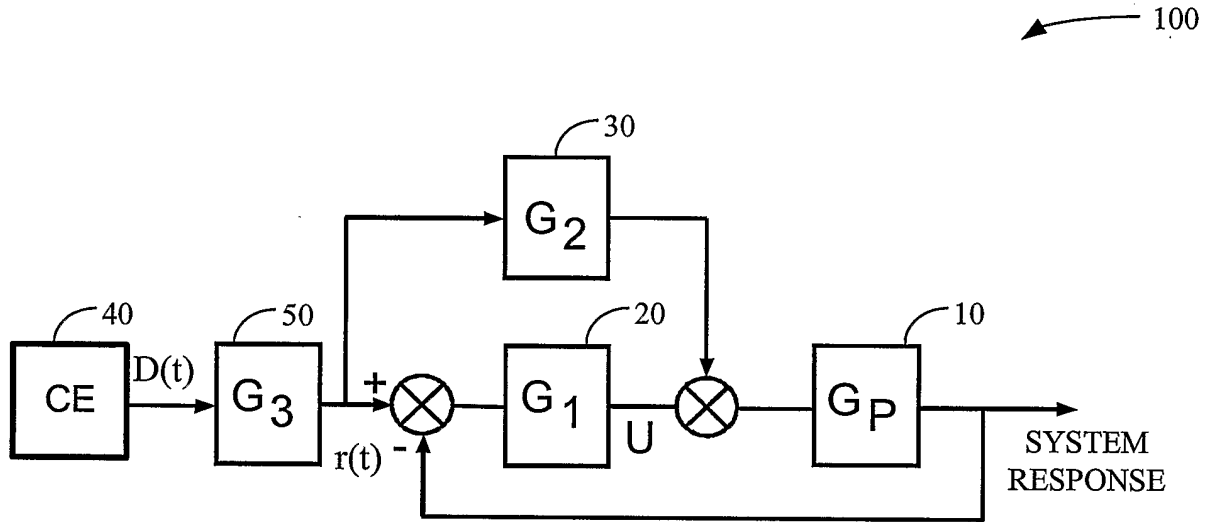 100
30
G2
40
50
20
10
CE
D(t)
G3
+
r(t)
-
G1
U
GP
SYSTEM
RESPONSE